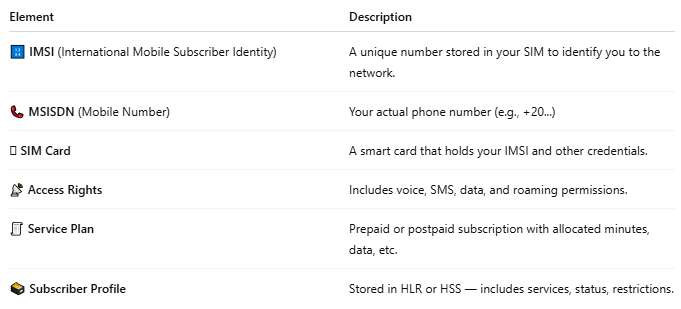 Element Description
🔢 IMSI (International Mobile Subscriber Identity) A unique number stored in your SIM to identify you to the
network.
📞 MSISDN (Mobile Number) Your actual phone number (e.g., +20...)
SIM Card A smart card that holds your IMSI and other credentials.
📡 Access Rights Includes voice, SMS, data, and roaming permissions.
🧾 Service Plan Prepaid or postpaid subscription with allocated minutes,
data, etc.
🗳 Subscriber Profile Stored in HLR or HSS — includes services, status, restrictions.